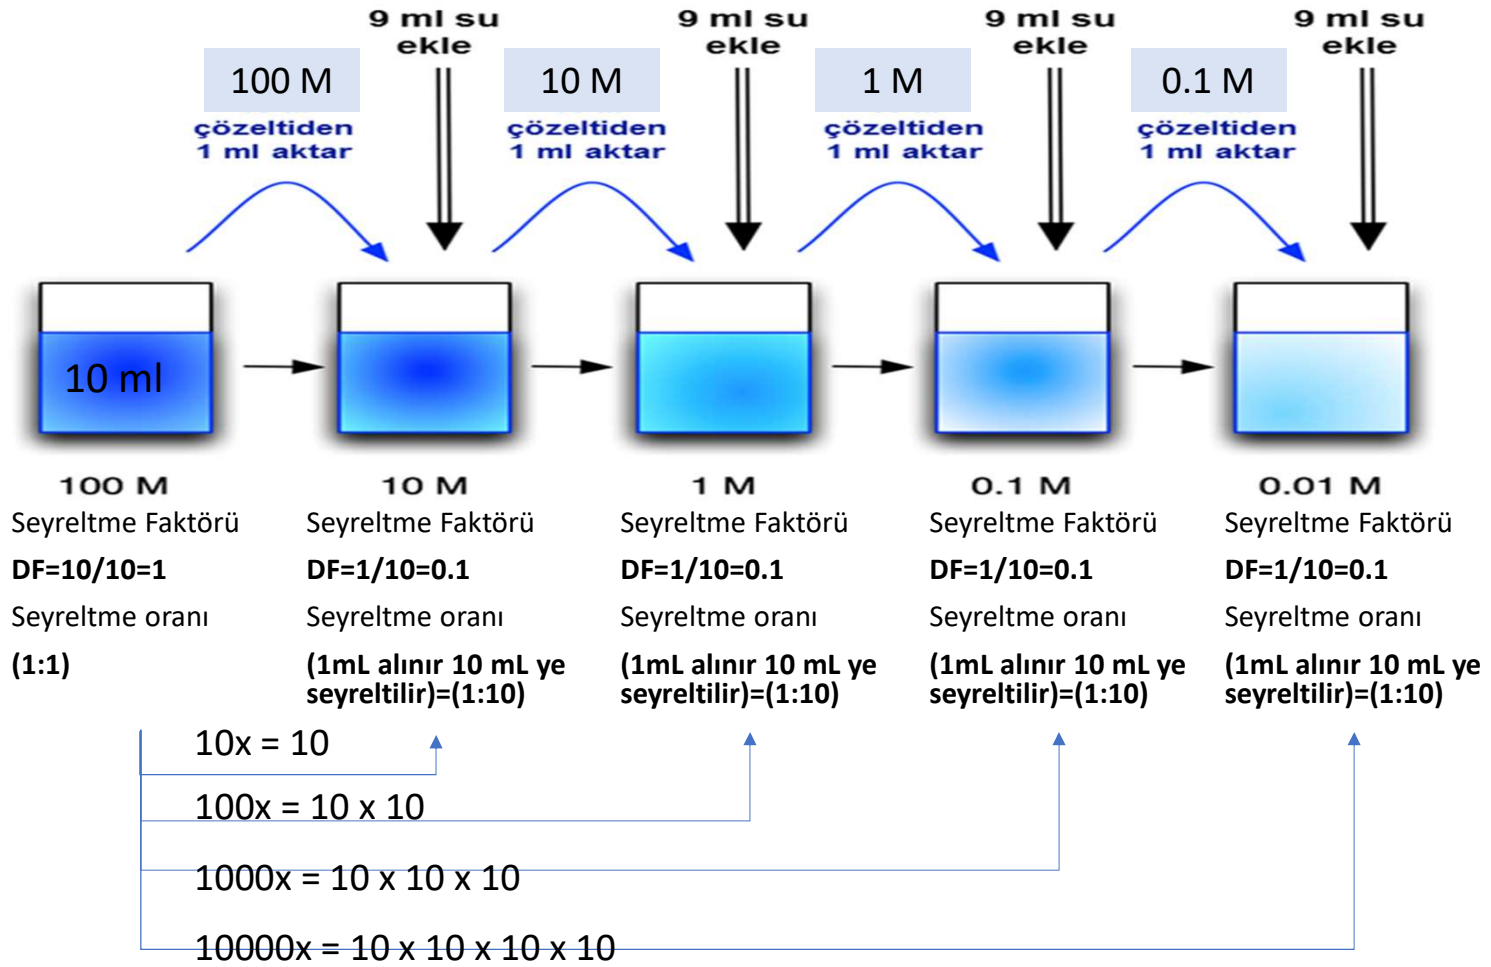 9 ml su
ekle
9 ml su
ekle
9 ml su
ekle
9 ml su
ekle
100 M
10 M
1 M
0.1 M
çözeltiden
1 ml aktar
çözeltiden
1 ml aktar
çözeltiden
1 ml aktar
çözeltiden
1 ml aktar
10 ml
100 M
Seyreltme Faktörü
DF=10/10=1
Seyreltme oranı
(1:1)
10 M
Seyreltme Faktörü
DF=1/10=0.1
Seyreltme oranı
(1mL alınır 10 mL ye
seyreltilir)=(1:10)
1 M
Seyreltme Faktörü
DF=1/10=0.1
Seyreltme oranı
(1mL alınır 10 mL ye
seyreltilir)=(1:10)
0.1 M
Seyreltme Faktörü
DF=1/10=0.1
Seyreltme oranı
(1mL alınır 10 mL ye
seyreltilir)=(1:10)
0.01 M
Seyreltme Faktörü
DF=1/10=0.1
Seyreltme oranı
(1mL alınır 10 mL ye
seyreltilir)=(1:10)
10x = 10
100x = 10 x 10
1000x = 10 x 10 x 10
10000x = 10 x 10 x 10 x 10